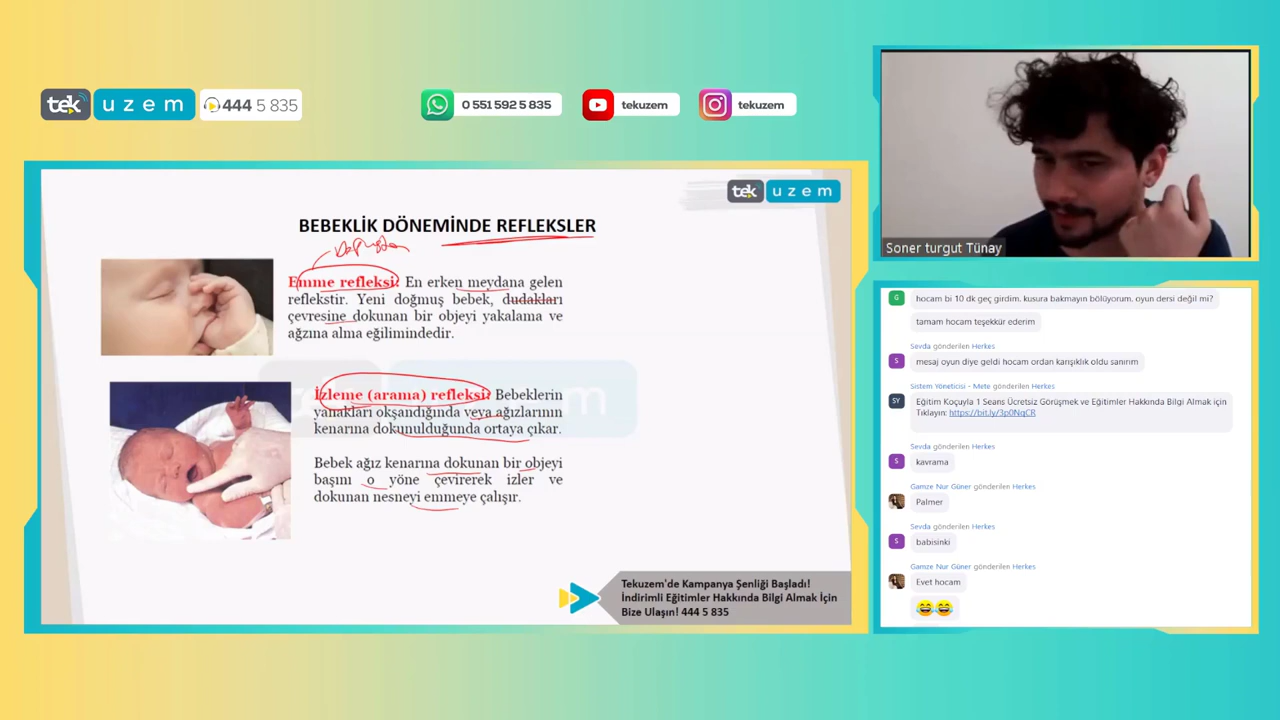 tek uzem 444 5 835
0 551 592 5 835
tekuzem
tekuzem
tek uzem
BEBEKLİK DÖNEMİNDE REFLEKSLER
Emme refleksi: En erken meydana gelen
reflekstir. Yeni doğmuş bebek, dudakları
çevresine dokunan bir objeyi yakalama ve
ağzına alma eğilimindedir.
İzleme (arama) refleksi: Bebeklerin
yanakları okşandığında veya ağızlarının
kenarına dokunulduğunda ortaya çıkar.
Bebek ağız kenarına dokunan bir objeyi
başını o yöne çevirerek izler ve
dokunan nesneyi emmeye çalışır.
Tekuzem'de Kampanya Şenliği Başladı!
İndirimli Eğitimler Hakkında Bilgi Almak İçin
Bize Ulaşın! 444 5 835
Soner turgut Tünay
G
hocam bi 10 dk geç girdim. kusura bakmayın bölüyorum. oyun dersi değil mi?
tamam hocam teşekkür ederim
Sevda gönderilen Herkes
S
mesaj oyun diye geldi hocam ordan karışıklık oldu sanırım
Sistem Yöneticisi - Mete gönderilen Herkes
SY
Eğitim Koçuyla 1 Seans Ücretsiz Görüşmek ve Eğitimler Hakkında Bilgi Almak için
Tıklayın: https://bit.ly/3p0NqCR
Sevda gönderilen Herkes
S
kavrama
Gamze Nur Güner gönderilen Herkes
Palmer
Sevda gönderilen Herkes
S
babisinki
Gamze Nur Güner gönderilen Herkes
Evet hocam